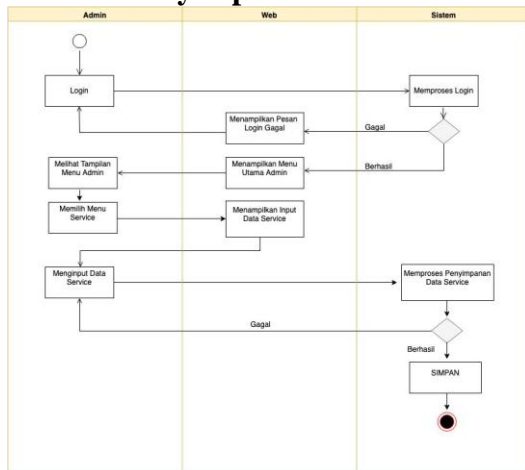 Admin
Web
Sistem
Login
Memproses Login
Menampilkan Pesan
Login Gagal
Gagal
Berhasil
Melihat Tampilan
Menu Admin
Menampilkan Menu
Utama Admin
Memilih Menu
Service
Menampilkan Input
Data Service
Menginput Data
Service
Memproses Penyimpanan
Data Service
Gagal
Berhasil
SIMPAN